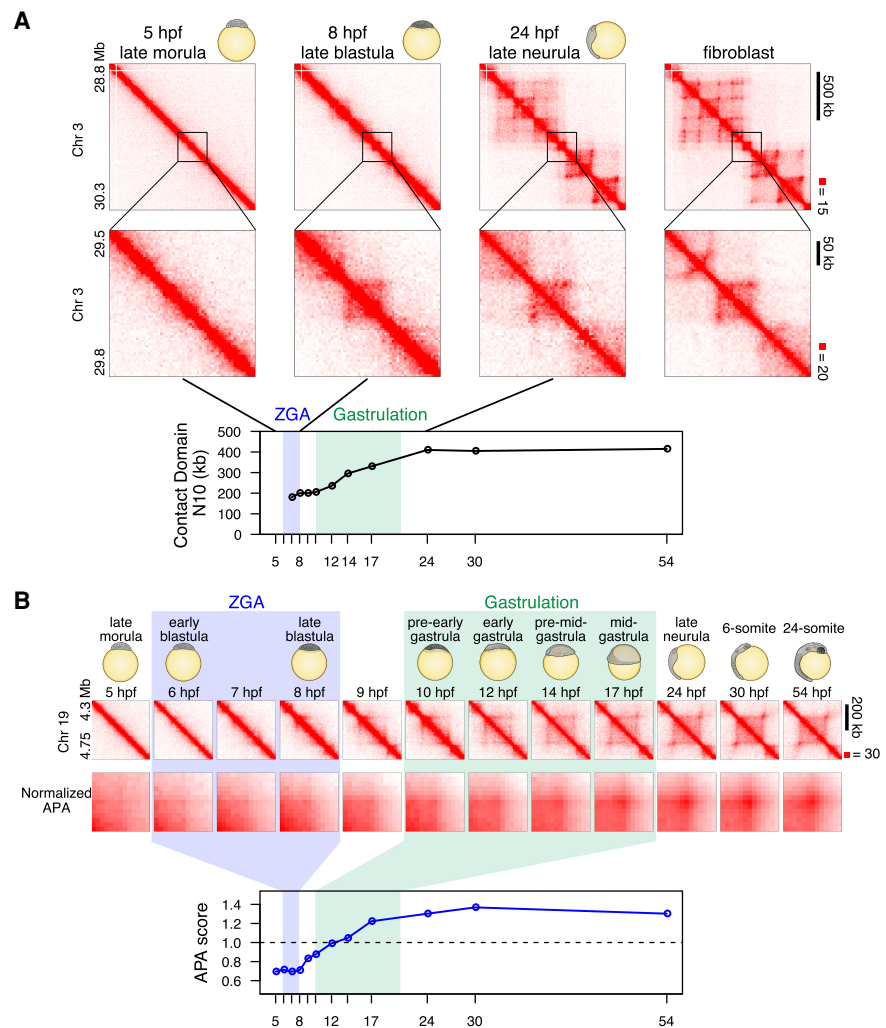 A
5 hpf
late morula
8 hpf
late blastula
24 hpf
late neurula
fibroblast
28.8 Mb
Chr 3
30.3
500 kb
= 15
29.5
Chr 3
29.8
50 kb
= 20
ZGA
Gastrulation
Contact Domain
N10 (kb)
500
400
300
200
100
0
5 8 12 14 17 24 30 54
B
ZGA
Gastrulation
late
morula
early
blastula
late
blastula
pre-early
gastrula
early
gastrula
pre-mid-
gastrula
mid-
gastrula
late
neurula
6-somite
24-somite
5 hpf 6 hpf 7 hpf 8 hpf 9 hpf 10 hpf 12 hpf 14 hpf 17 hpf 24 hpf 30 hpf 54 hpf
4.3 Mb
Chr 19
4.75
200 kb
= 30
Normalized
APA
APA score
1.4
1.2
1.0
0.8
0.6
5 8 12 17 24 30 54